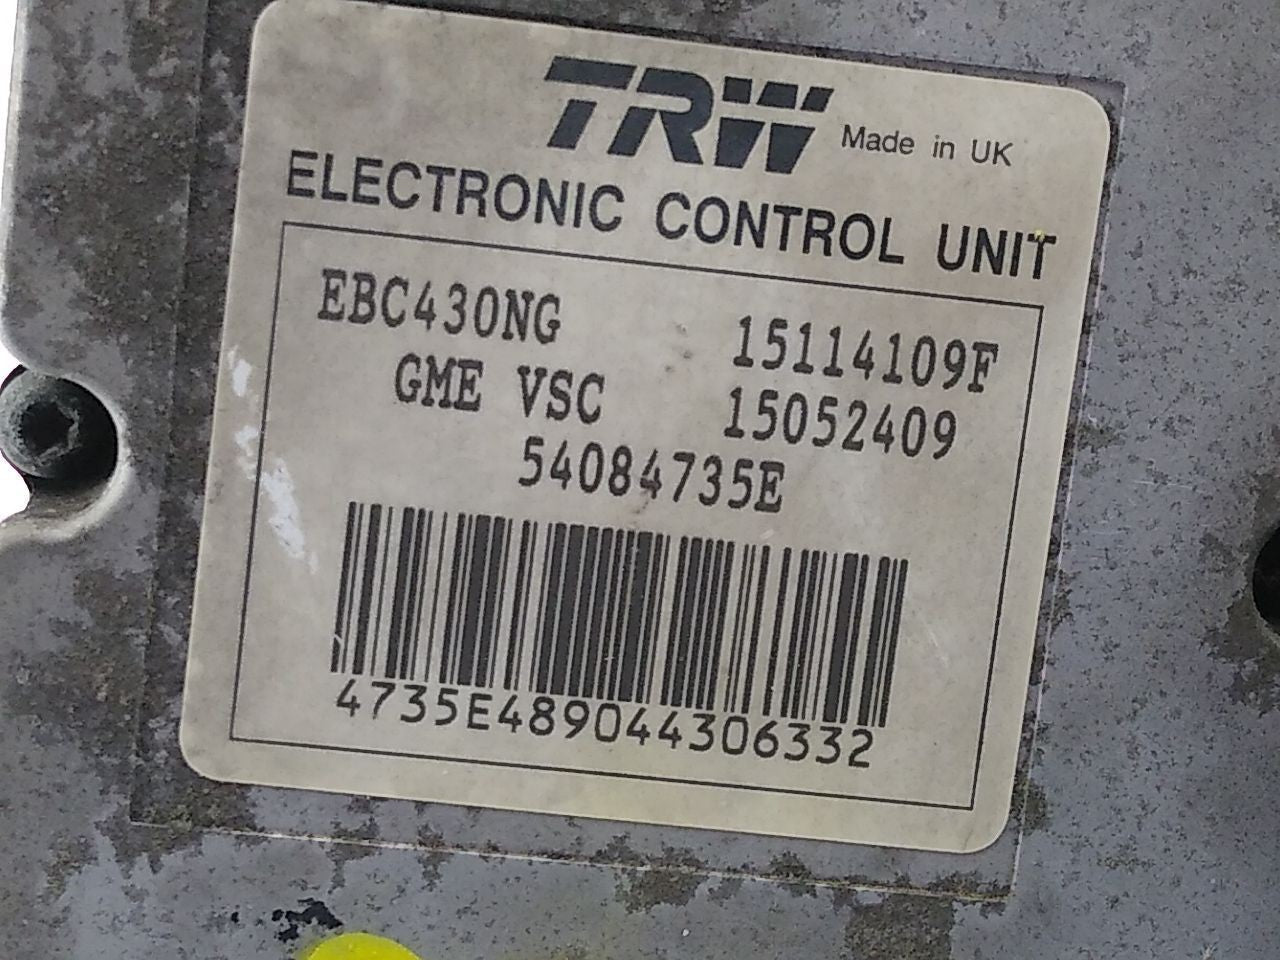 TRW Made in UK
ELECTRONIC CONTROL UNIT
EBC430NG 15114109F
GME VSC 15052409
54084735E
4735E489044306332